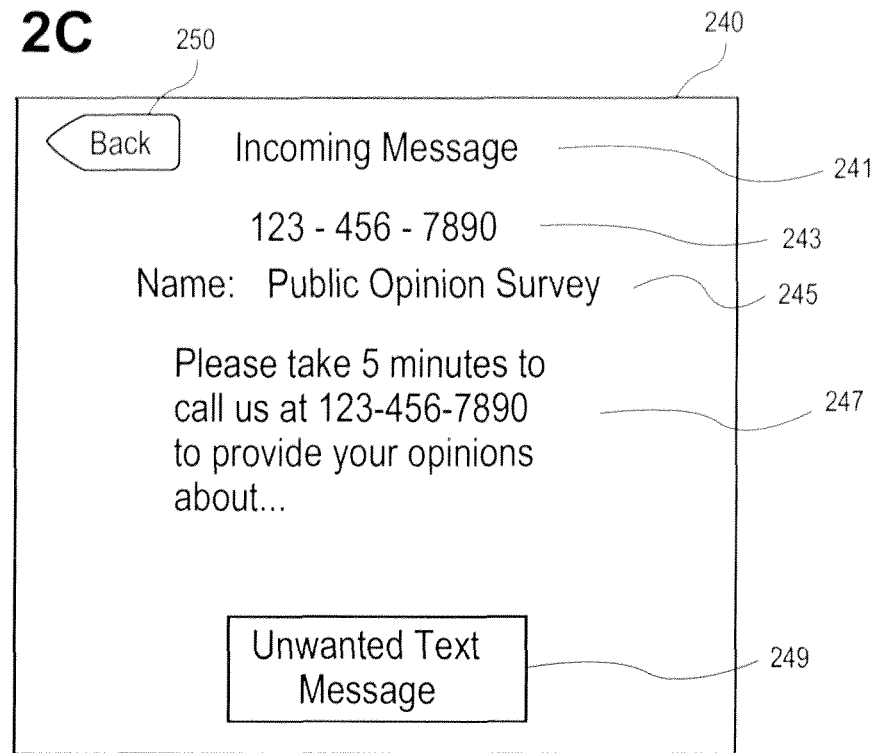 2C
250
240
Back
Incoming Message
241
123 - 456 - 7890
243
Name: Public Opinion Survey
245
Please take 5 minutes to
call us at 123-456-7890
to provide your opinions
about...
247
Unwanted Text
Message
249